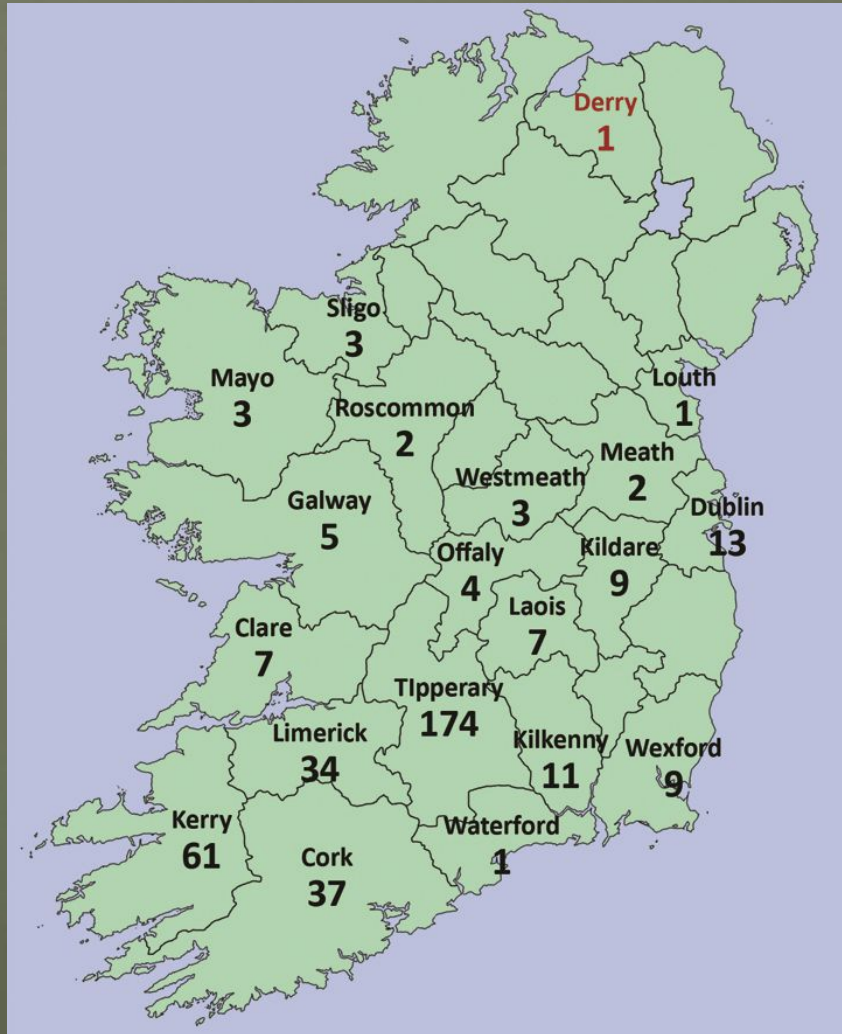 Derry
1
Sligo
3
Mayo
3
Louth
1
Roscommon
2
Meath
2
Westmeath
3
Galway
5
Dublin
13
Offaly
4
Kildare
9
Laois
7
Clare
7
TIpperary
174
Limerick
34
Kilkenny
11
Wexford
9
Kerry
61
Waterford
1
Cork
37